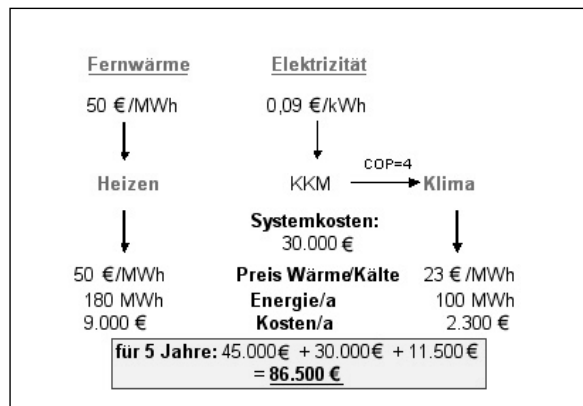 Fernwärme Elektrizität
50 €/MWh 0,09 €/kWh
COP=4
Heizen KKM Klima
Systemkosten:
30.000 €
50 €/MWh Preis Wärme/Kälte 23 €/MWh
180 MWh Energie/a 100 MWh
9.000 € Kosten/a 2.300 €
für 5 Jahre: 45.000€ + 30.000€ + 11.500€
= 86.500 €